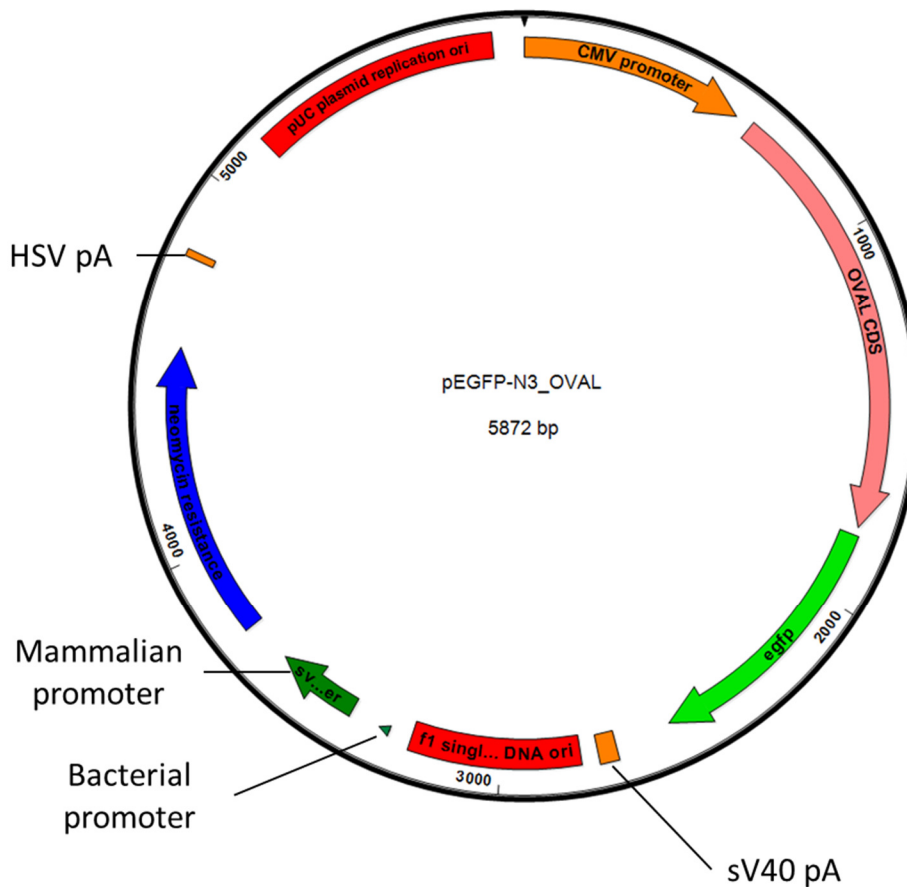 pUC plasmid replication ori
CMV promoter
5000
HSV pA
1000
OVAL CDS
pEGFP-N3_OVAL
5872 bp
neomycin resistance
4000
2000
egfp
Mammalian
promoter
sv...er
f1 singl... DNA ori
3000
Bacterial
promoter
sV40 pA